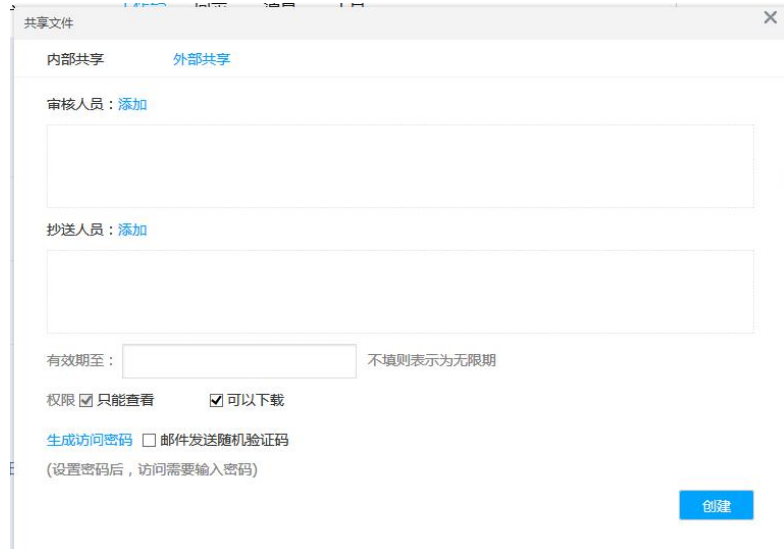 共享文件
内部共享 外部共享
审核人员：添加
抄送人员：添加
有效期至： 不填则表示为无限期
权限 只能查看 可以下载
生成访问密码 邮件发送随机验证码
(设置密码后，访问需要输入密码)
创建